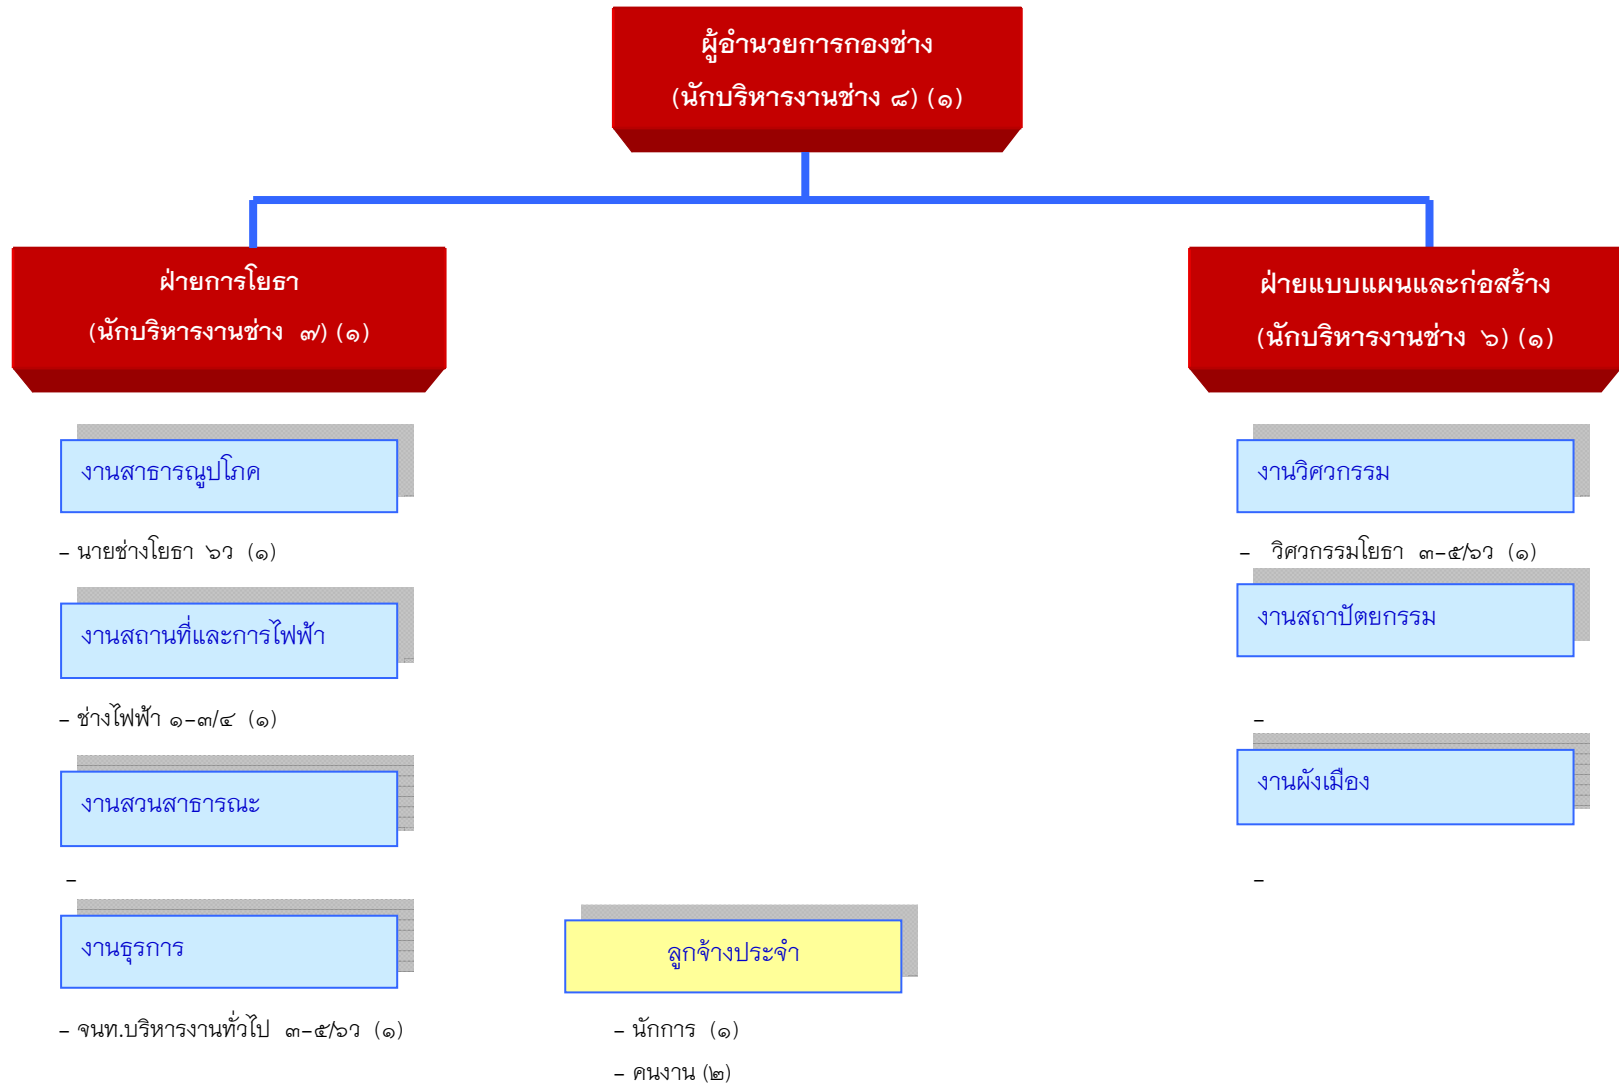 ผู้อำนวยการกองช่าง
(นักบริหารงานช่าง ๘) (๑)
ฝ่ายการโยธา
(นักบริหารงานช่าง ๗) (๑)
งานสาธารณูปโภค
– นายช่างโยธา ๖ว (๑)
งานสถานที่และการไฟฟ้า
– ช่างไฟฟ้า ๑–๓/๔ (๑)
งานสวนสาธารณะ
–
งานธุรการ
– จนท.บริหารงานทั่วไป ๓–๕/๖ว (๑)
ลูกจ้างประจำ
– นักการ (๑)
– คนงาน (๒)
ฝ่ายแบบแผนและก่อสร้าง
(นักบริหารงานช่าง ๖) (๑)
งานวิศวกรรม
– วิศวกรรมโยธา ๓–๕/๖ว (๑)
งานสถาปัตยกรรม
–
งานผังเมือง
–